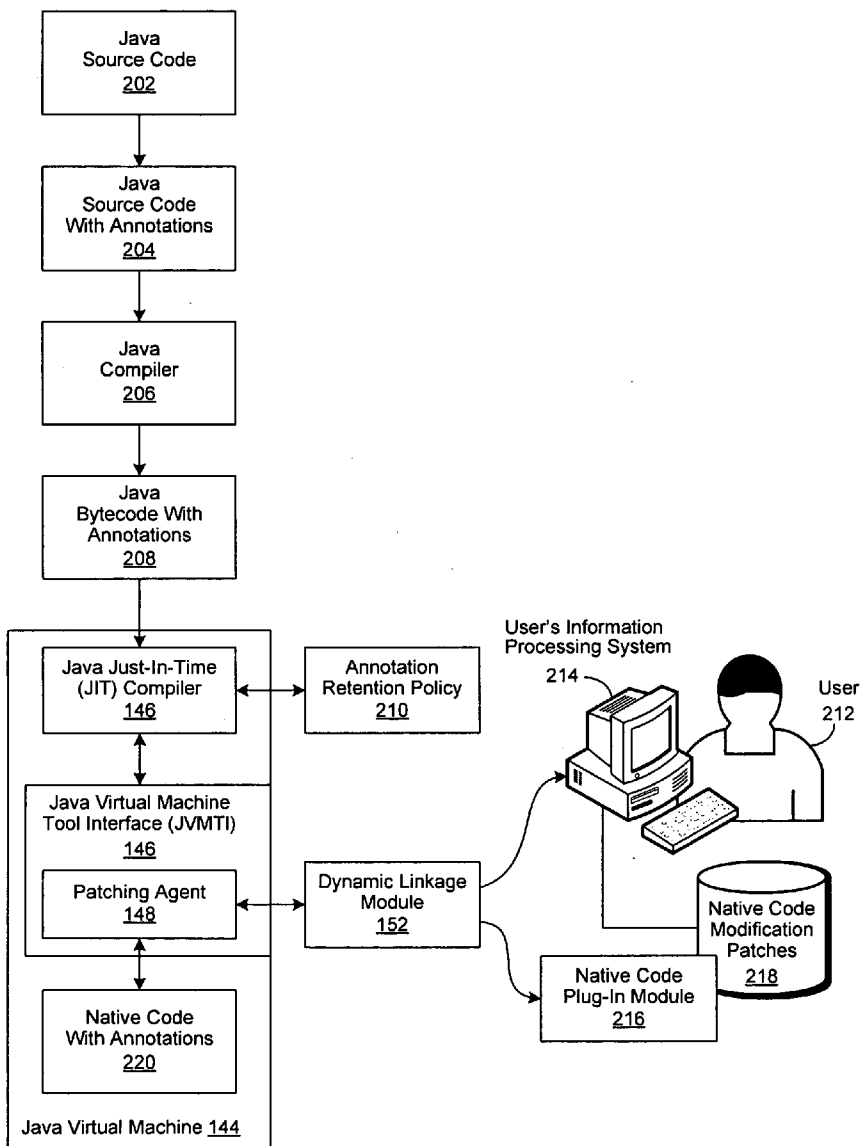 Java
Source Code
202
Java
Source Code
With Annotations
204
Java
Compiler
206
Java
Bytecode With
Annotations
208
Java Just-In-Time
(JIT) Compiler
146
Annotation
Retention Policy
210
User's Information
Processing System
214
User
212
Java Virtual Machine
Tool Interface (JVMTI)
146
Patching Agent
148
Dynamic Linkage
Module
152
Native Code
Modification
Patches
218
Native Code
Plug-In Module
216
Native Code
With Annotations
220
Java Virtual Machine 144